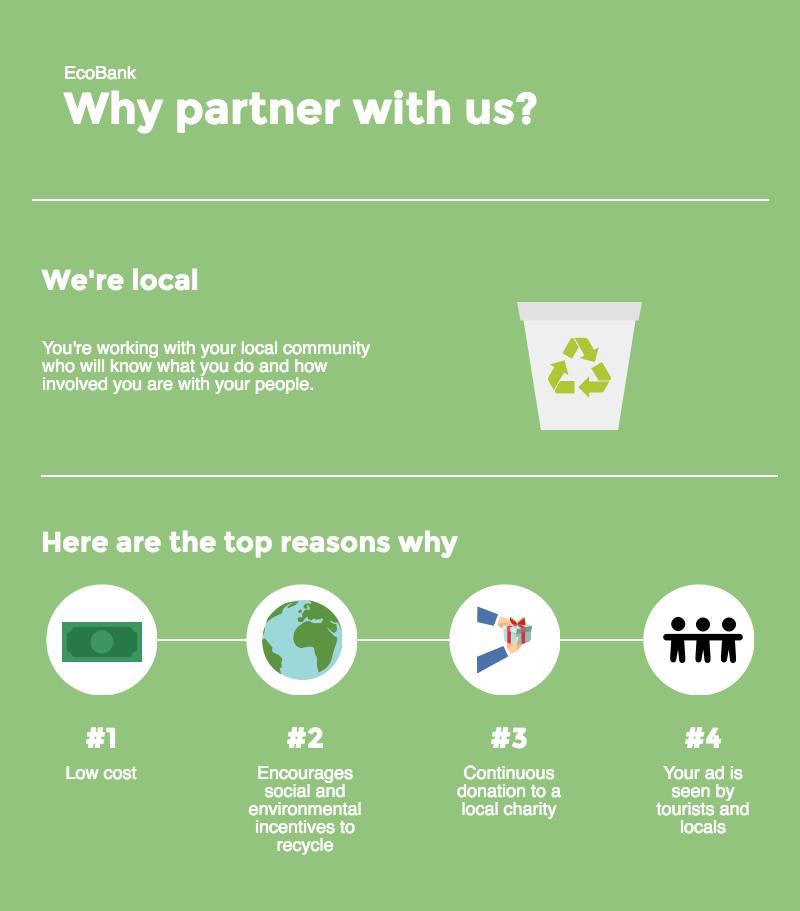 EcoBank
Why partner with us?
We're local
You're working with your local community
who will know what you do and how
involved you are with your people.
Here are the top reasons why
#1
Low cost
#2
Encourages
social and
environmental
incentives to
recycle
#3
Continuous
donation to a
local charity
#4
Your ad is
seen by
tourists and
locals